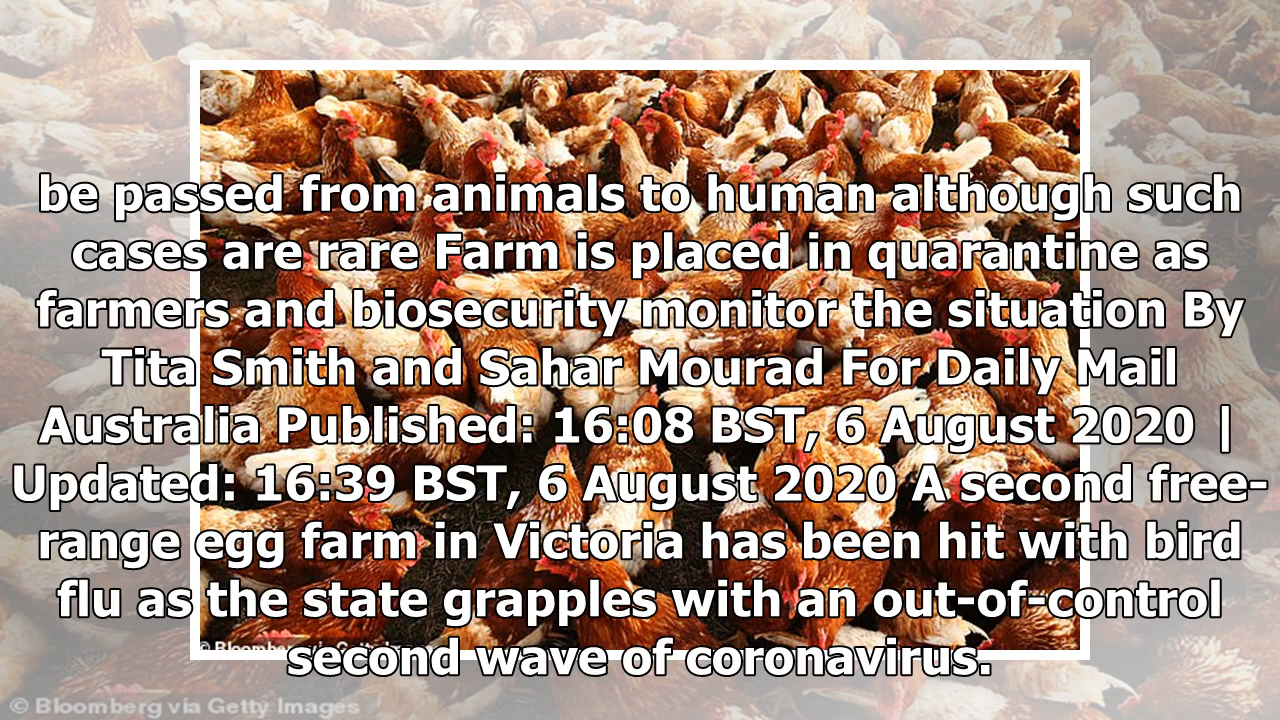 be passed from animals to human although such
cases are rare Farm is placed in quarantine as
farmers and biosecurity monitor the situation By
Tita Smith and Sahar Mourad For Daily Mail
Australia Published: 16:08 BST, 6 August 2020 |
Updated: 16:39 BST, 6 August 2020 A second free-
range egg farm in Victoria has been hit with bird
flu as the state grapples with an out-of-control
second wave of coronavirus.
© Bloomberg via Getty Images
© Bloomberg via Getty Images